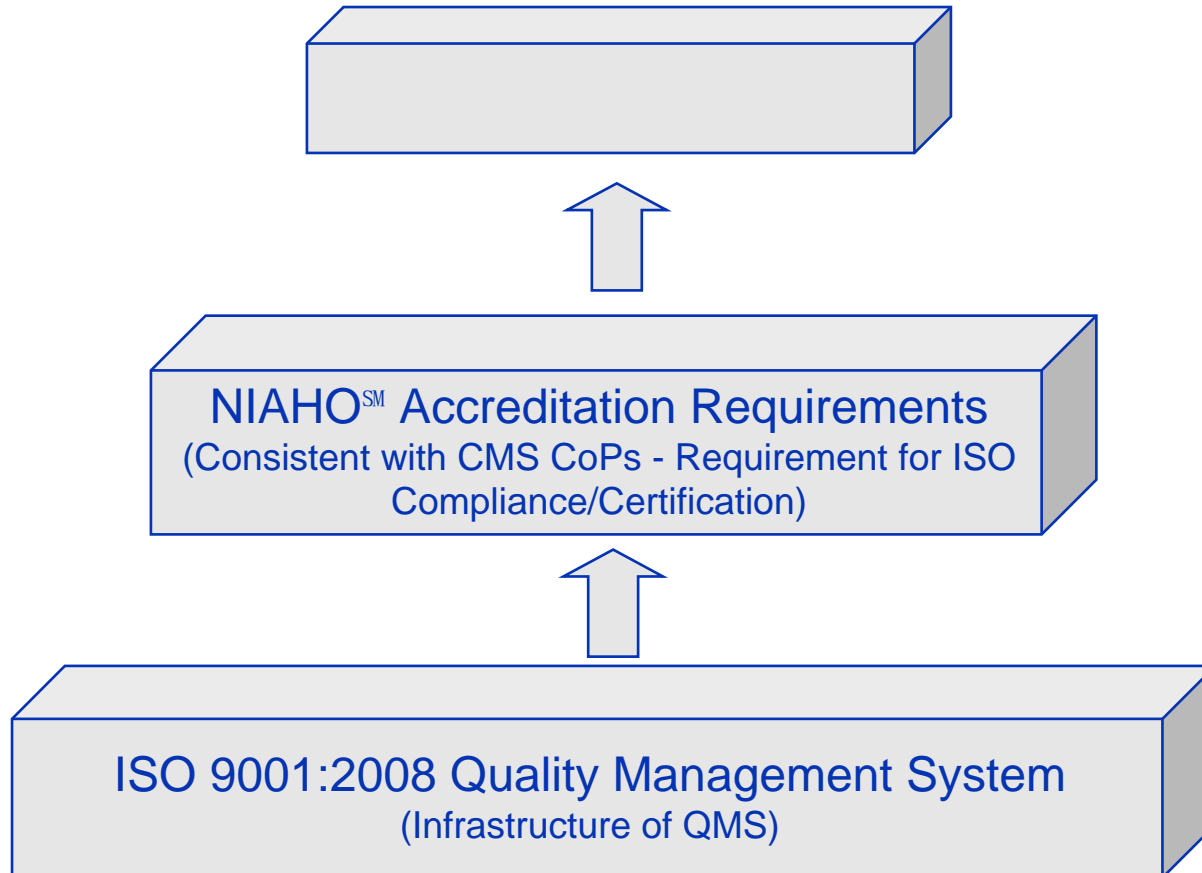 NIAHO℠ Accreditation Requirements
(Consistent with CMS CoPs - Requirement for ISO
Compliance/Certification)
ISO 9001:2008 Quality Management System
(Infrastructure of QMS)